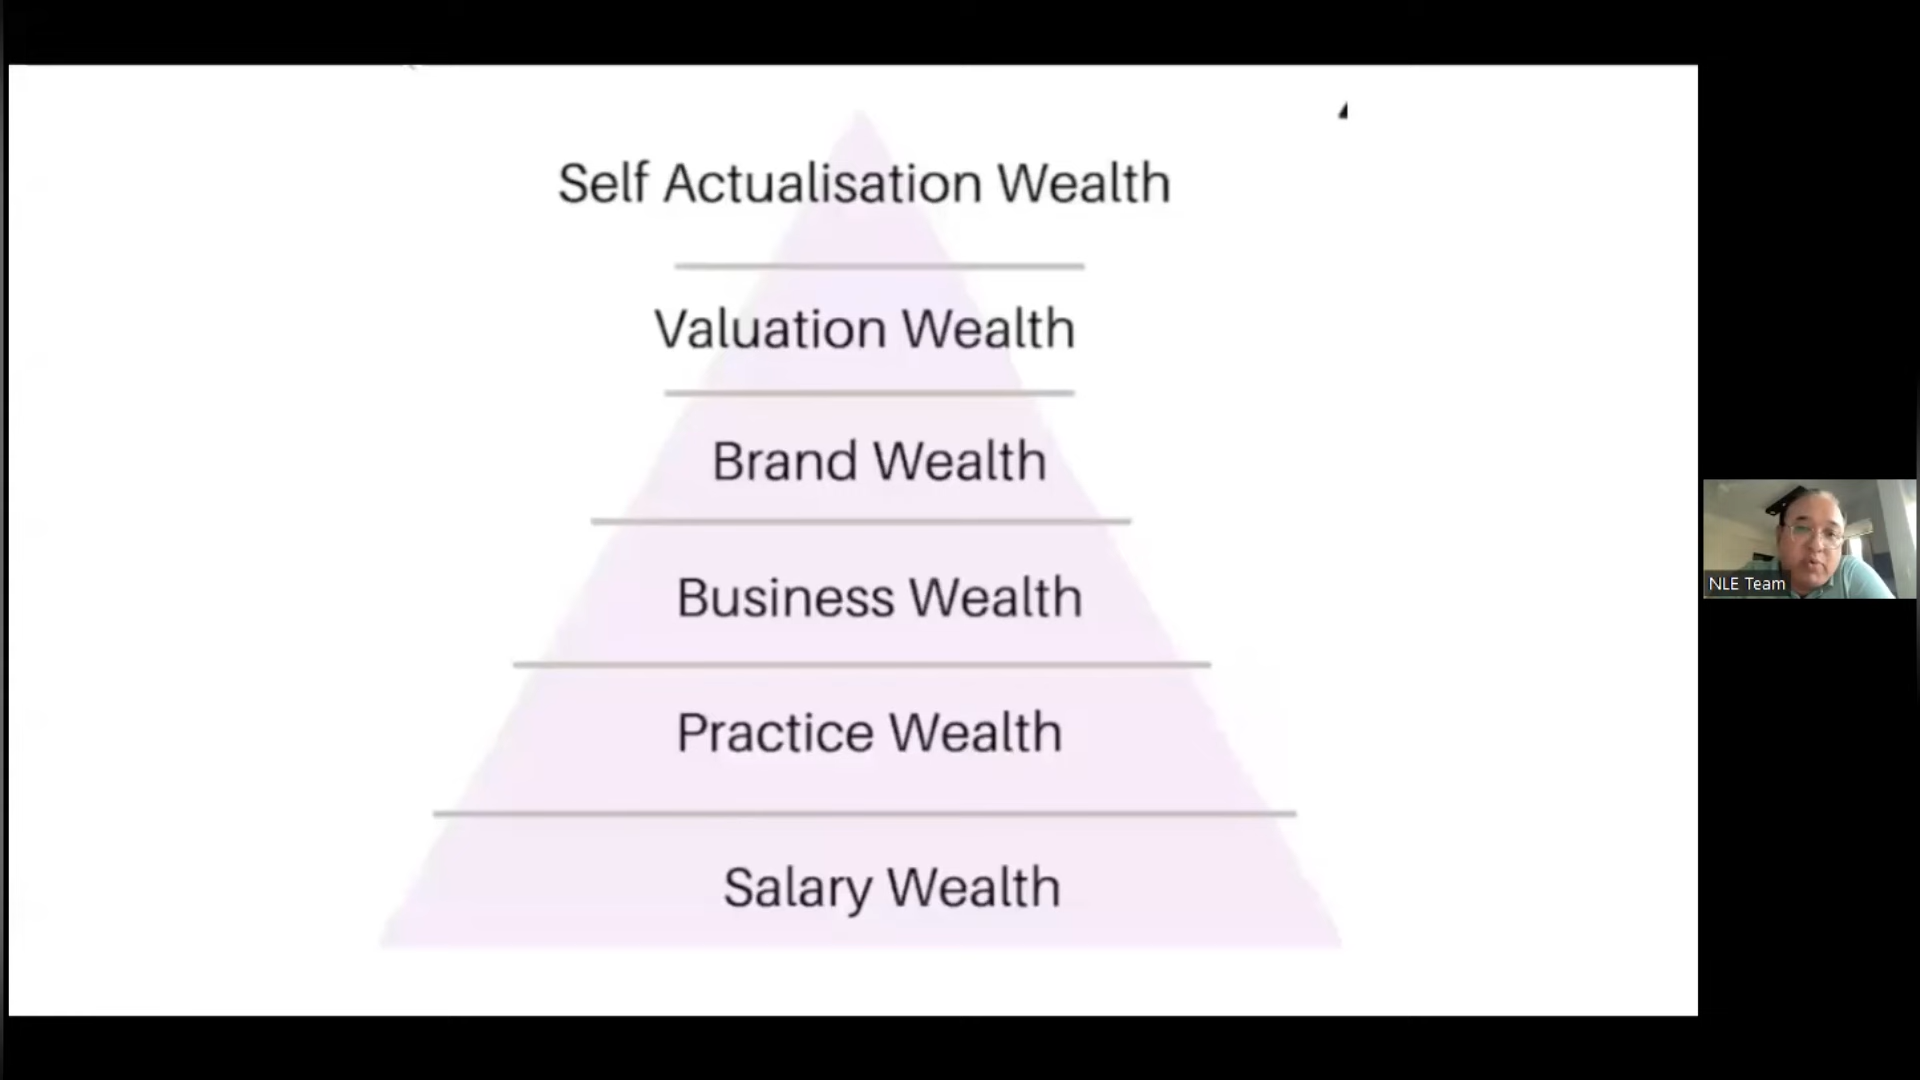 Self Actualisation Wealth
Valuation Wealth
Brand Wealth
Business Wealth
Practice Wealth
Salary Wealth
NLE Team